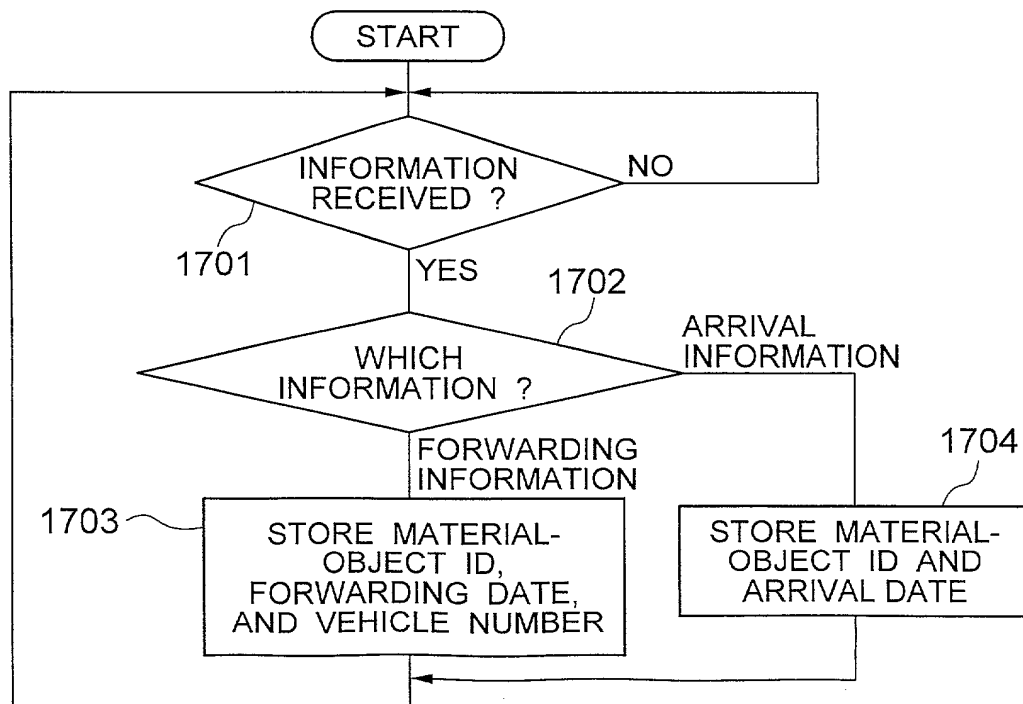 START
INFORMATION
RECEIVED ?
NO
1701
YES
1702
WHICH
INFORMATION ?
ARRIVAL
INFORMATION
FORWARDING
INFORMATION
1703
STORE MATERIAL-
OBJECT ID,
FORWARDING DATE,
AND VEHICLE NUMBER
1704
STORE MATERIAL-
OBJECT ID AND
ARRIVAL DATE